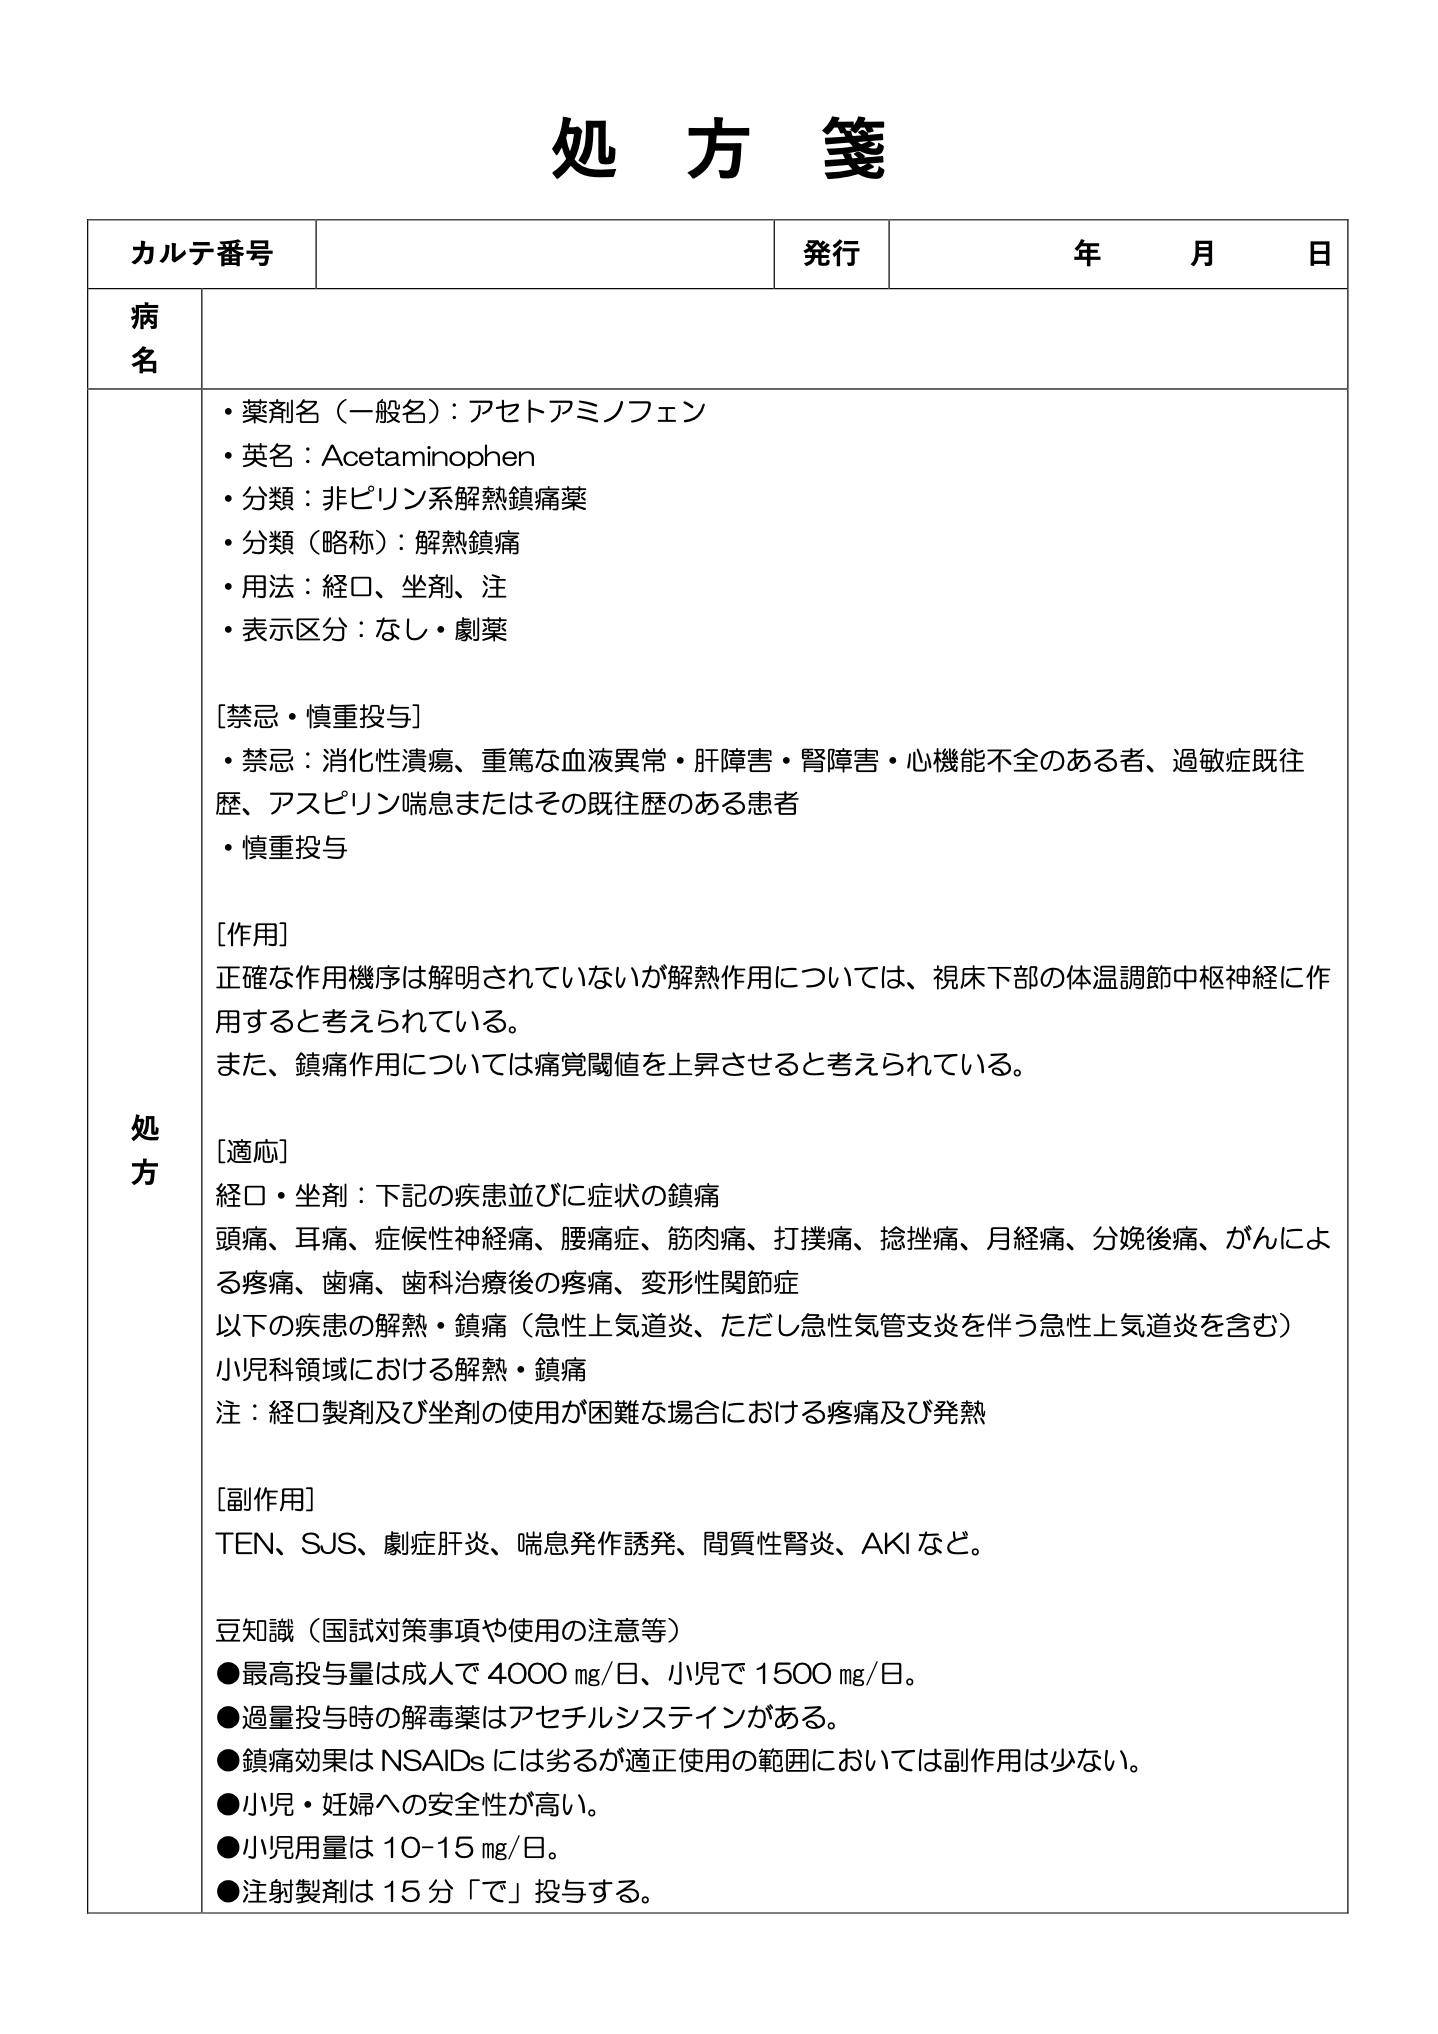 処 方 箋
カルテ番号 発行 年 月 日
病
名
・薬剤名（一般名）：アセトアミノフェン
・英名：Acetaminophen
・分類：非ピリン系解熱鎮痛薬
・分類（略称）：解熱鎮痛
・用法：経口、坐剤、注
・表示区分：なし・劇薬
[禁忌・慎重投与]
・禁忌：消化性潰瘍、重篤な血液異常・肝障害・腎障害・心機能不全のある者、過敏症既往
歴、アスピリン喘息またはその既往歴のある患者
・慎重投与
[作用]
正確な作用機序は解明されていないが解熱作用については、視床下部の体温調節中枢神経に作
用すると考えられている。
また、鎮痛作用については痛覚閾値を上昇させると考えられている。
処
方
[適応]
経口・坐剤：下記の疾患並びに症状の鎮痛
頭痛、耳痛、症候性神経痛、腰痛症、筋肉痛、打撲痛、捻挫痛、月経痛、分娩後痛、がんによ
る疼痛、歯痛、歯科治療後の疼痛、変形性関節症
以下の疾患の解熱・鎮痛（急性上気道炎、ただし急性気管支炎を伴う急性上気道炎を含む）
小児科領域における解熱・鎮痛
注：経口製剤及び坐剤の使用が困難な場合における疼痛及び発熱
[副作用]
TEN、SJS、劇症肝炎、喘息発作誘発、間質性腎炎、AKI など。
豆知識（国試対策事項や使用の注意等）
●最高投与量は成人で 4000 ㎎/日、小児で 1500 ㎎/日。
●過量投与時の解毒薬はアセチルシステインがある。
●鎮痛効果は NSAIDs には劣るが適正使用の範囲においては副作用は少ない。
●小児・妊婦への安全性が高い。
●小児用量は 10-15 ㎎/日。
●注射製剤は 15 分「で」投与する。